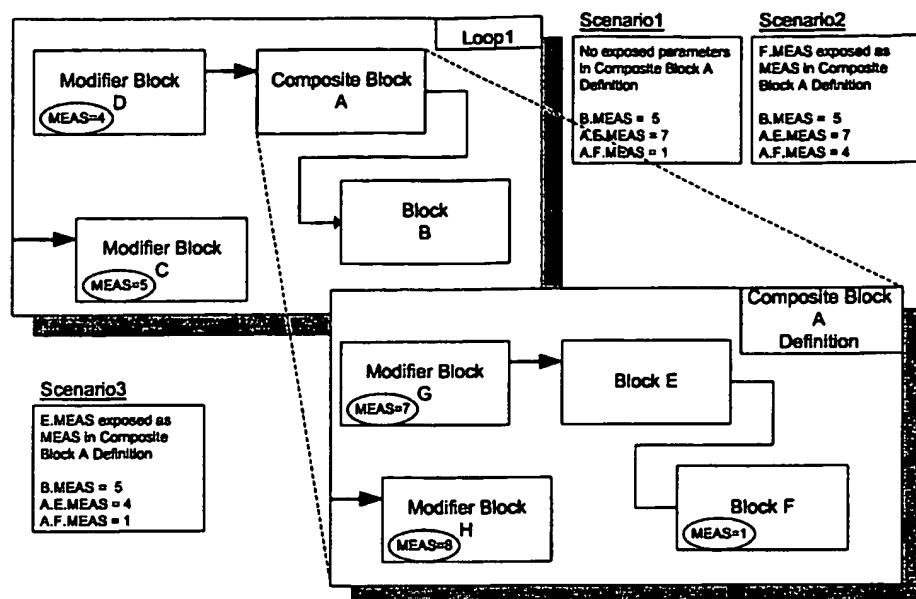 Loop1
Modifier Block
D
MEAS=4
Composite Block
A
Block
B
Modifier Block
C
MEAS=5
Scenario1
No exposed parameters
in Composite Block A
Definition
B.MEAS = 5
A.E.MEAS = 7
A.F.MEAS = 1
Scenario2
F.MEAS exposed as
MEAS in Composite
Block A Definition
B.MEAS = 5
A.E.MEAS = 7
A.F.MEAS = 4
Composite Block
A
Definition
Modifier Block
G
MEAS=7
Block E
Modifier Block
H
MEAS=8
Block F
MEAS=1
Scenario3
E.MEAS exposed as
MEAS in Composite
Block A Definition
B.MEAS = 5
A.E.MEAS = 4
A.F.MEAS = 1